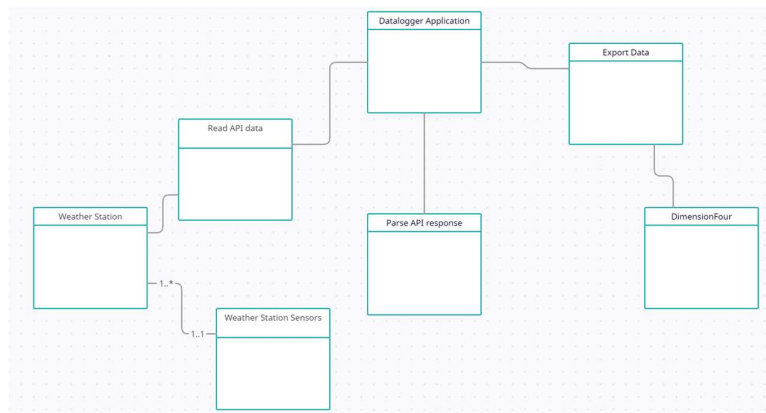 Datalogger Application
Export Data
Read API data
Weather Station
Parse API response
DimensionFour
1..*
Weather Station Sensors
1..1